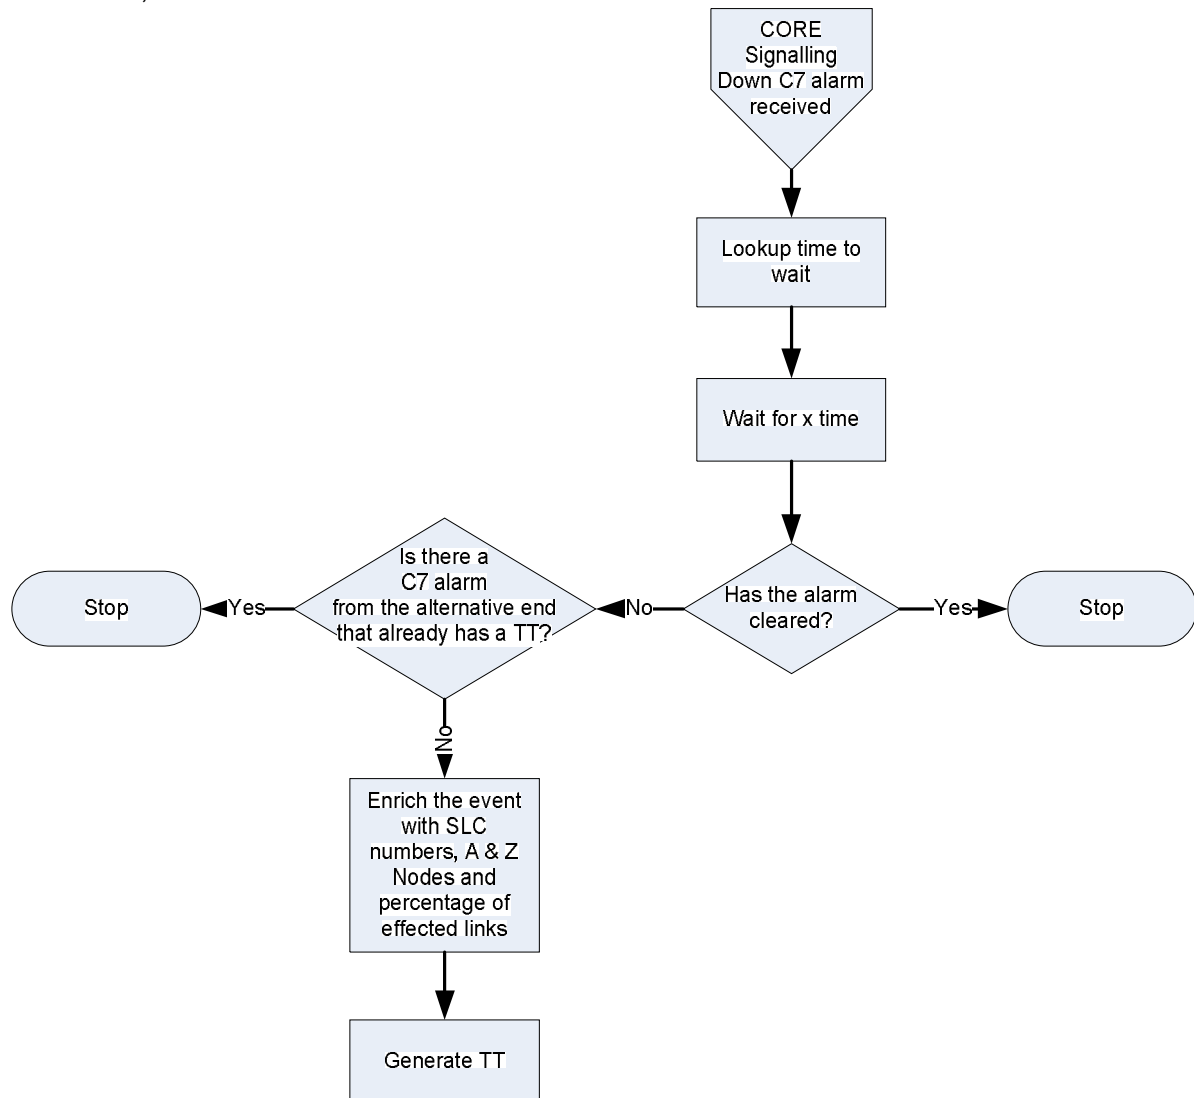 CORE
Signalling
Down C7 alarm
received
Lookup time to
wait
Wait for x time
Has the alarm
cleared?
Yes
Stop
No
Is there a
C7 alarm
from the alternative end
that already has a TT?
Yes
Stop
No
Enrich the event
with SLC
numbers, A & Z
Nodes and
percentage of
effected links
Generate TT